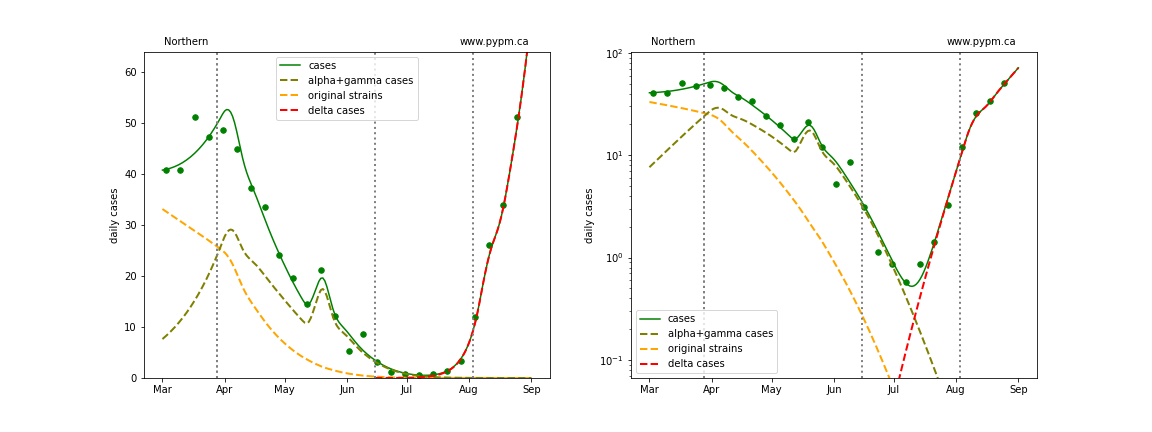 Northern www.pypm.ca
daily cases
60
50
40
30
20
10
0
cases
alpha+gamma cases
original strains
delta cases
Mar Apr May Jun Jul Aug Sep
Northern www.pypm.ca
daily cases
10²
10¹
10⁰
10⁻¹
cases
alpha+gamma cases
original strains
delta cases
Mar Apr May Jun Jul Aug Sep